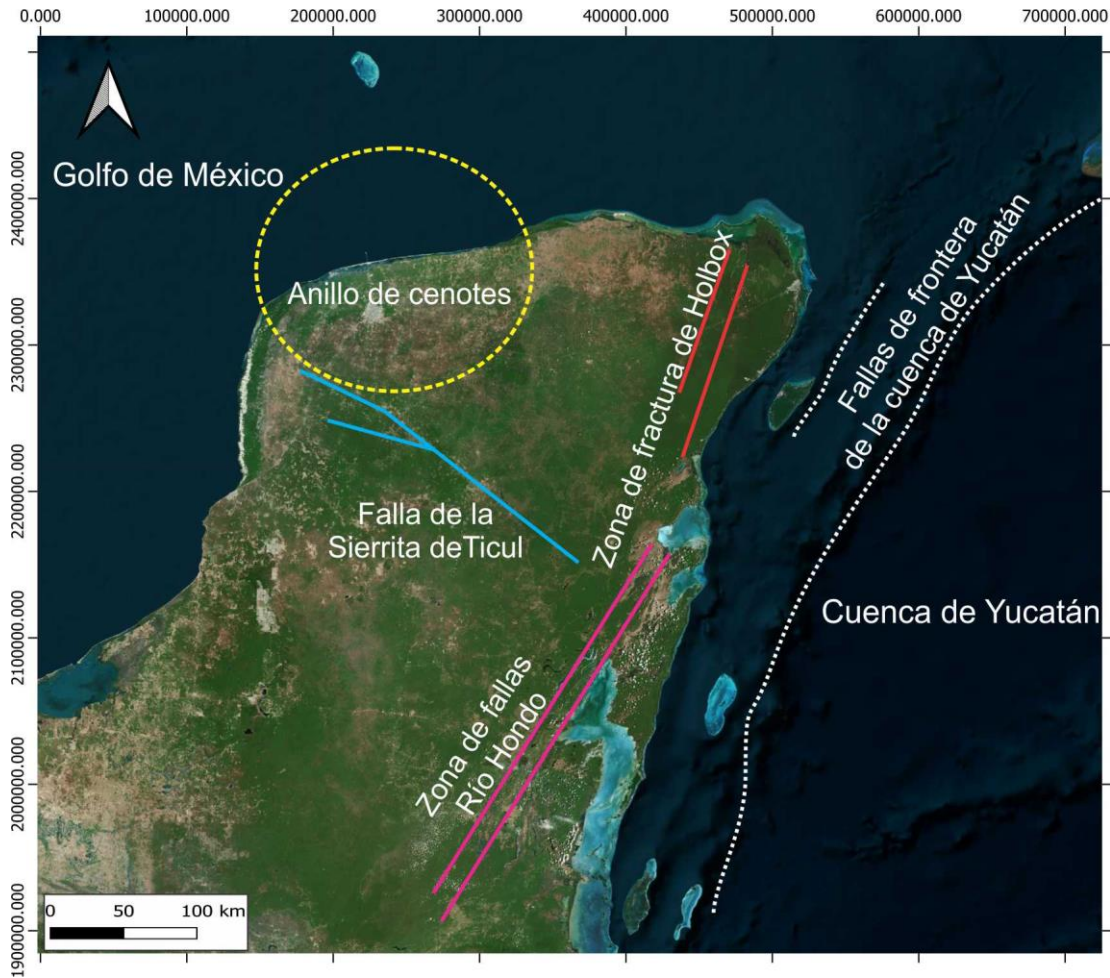 100000.000 200000.000 300000.000 400000.000 500000.000 600000.000 700000.000
0
2400000.000
2300000.000
2200000.000
2100000.000
2000000.000
1900000.000
Golfo de México
Anillo de cenotes
Zona de fractura de Holbox
Fallas de frontera
de la cuenca de Yucatán
Falla de la
Sierrita deTicul
Cuenca de Yucatán
Zona de fallas
Río Hondo
0 50 100 km